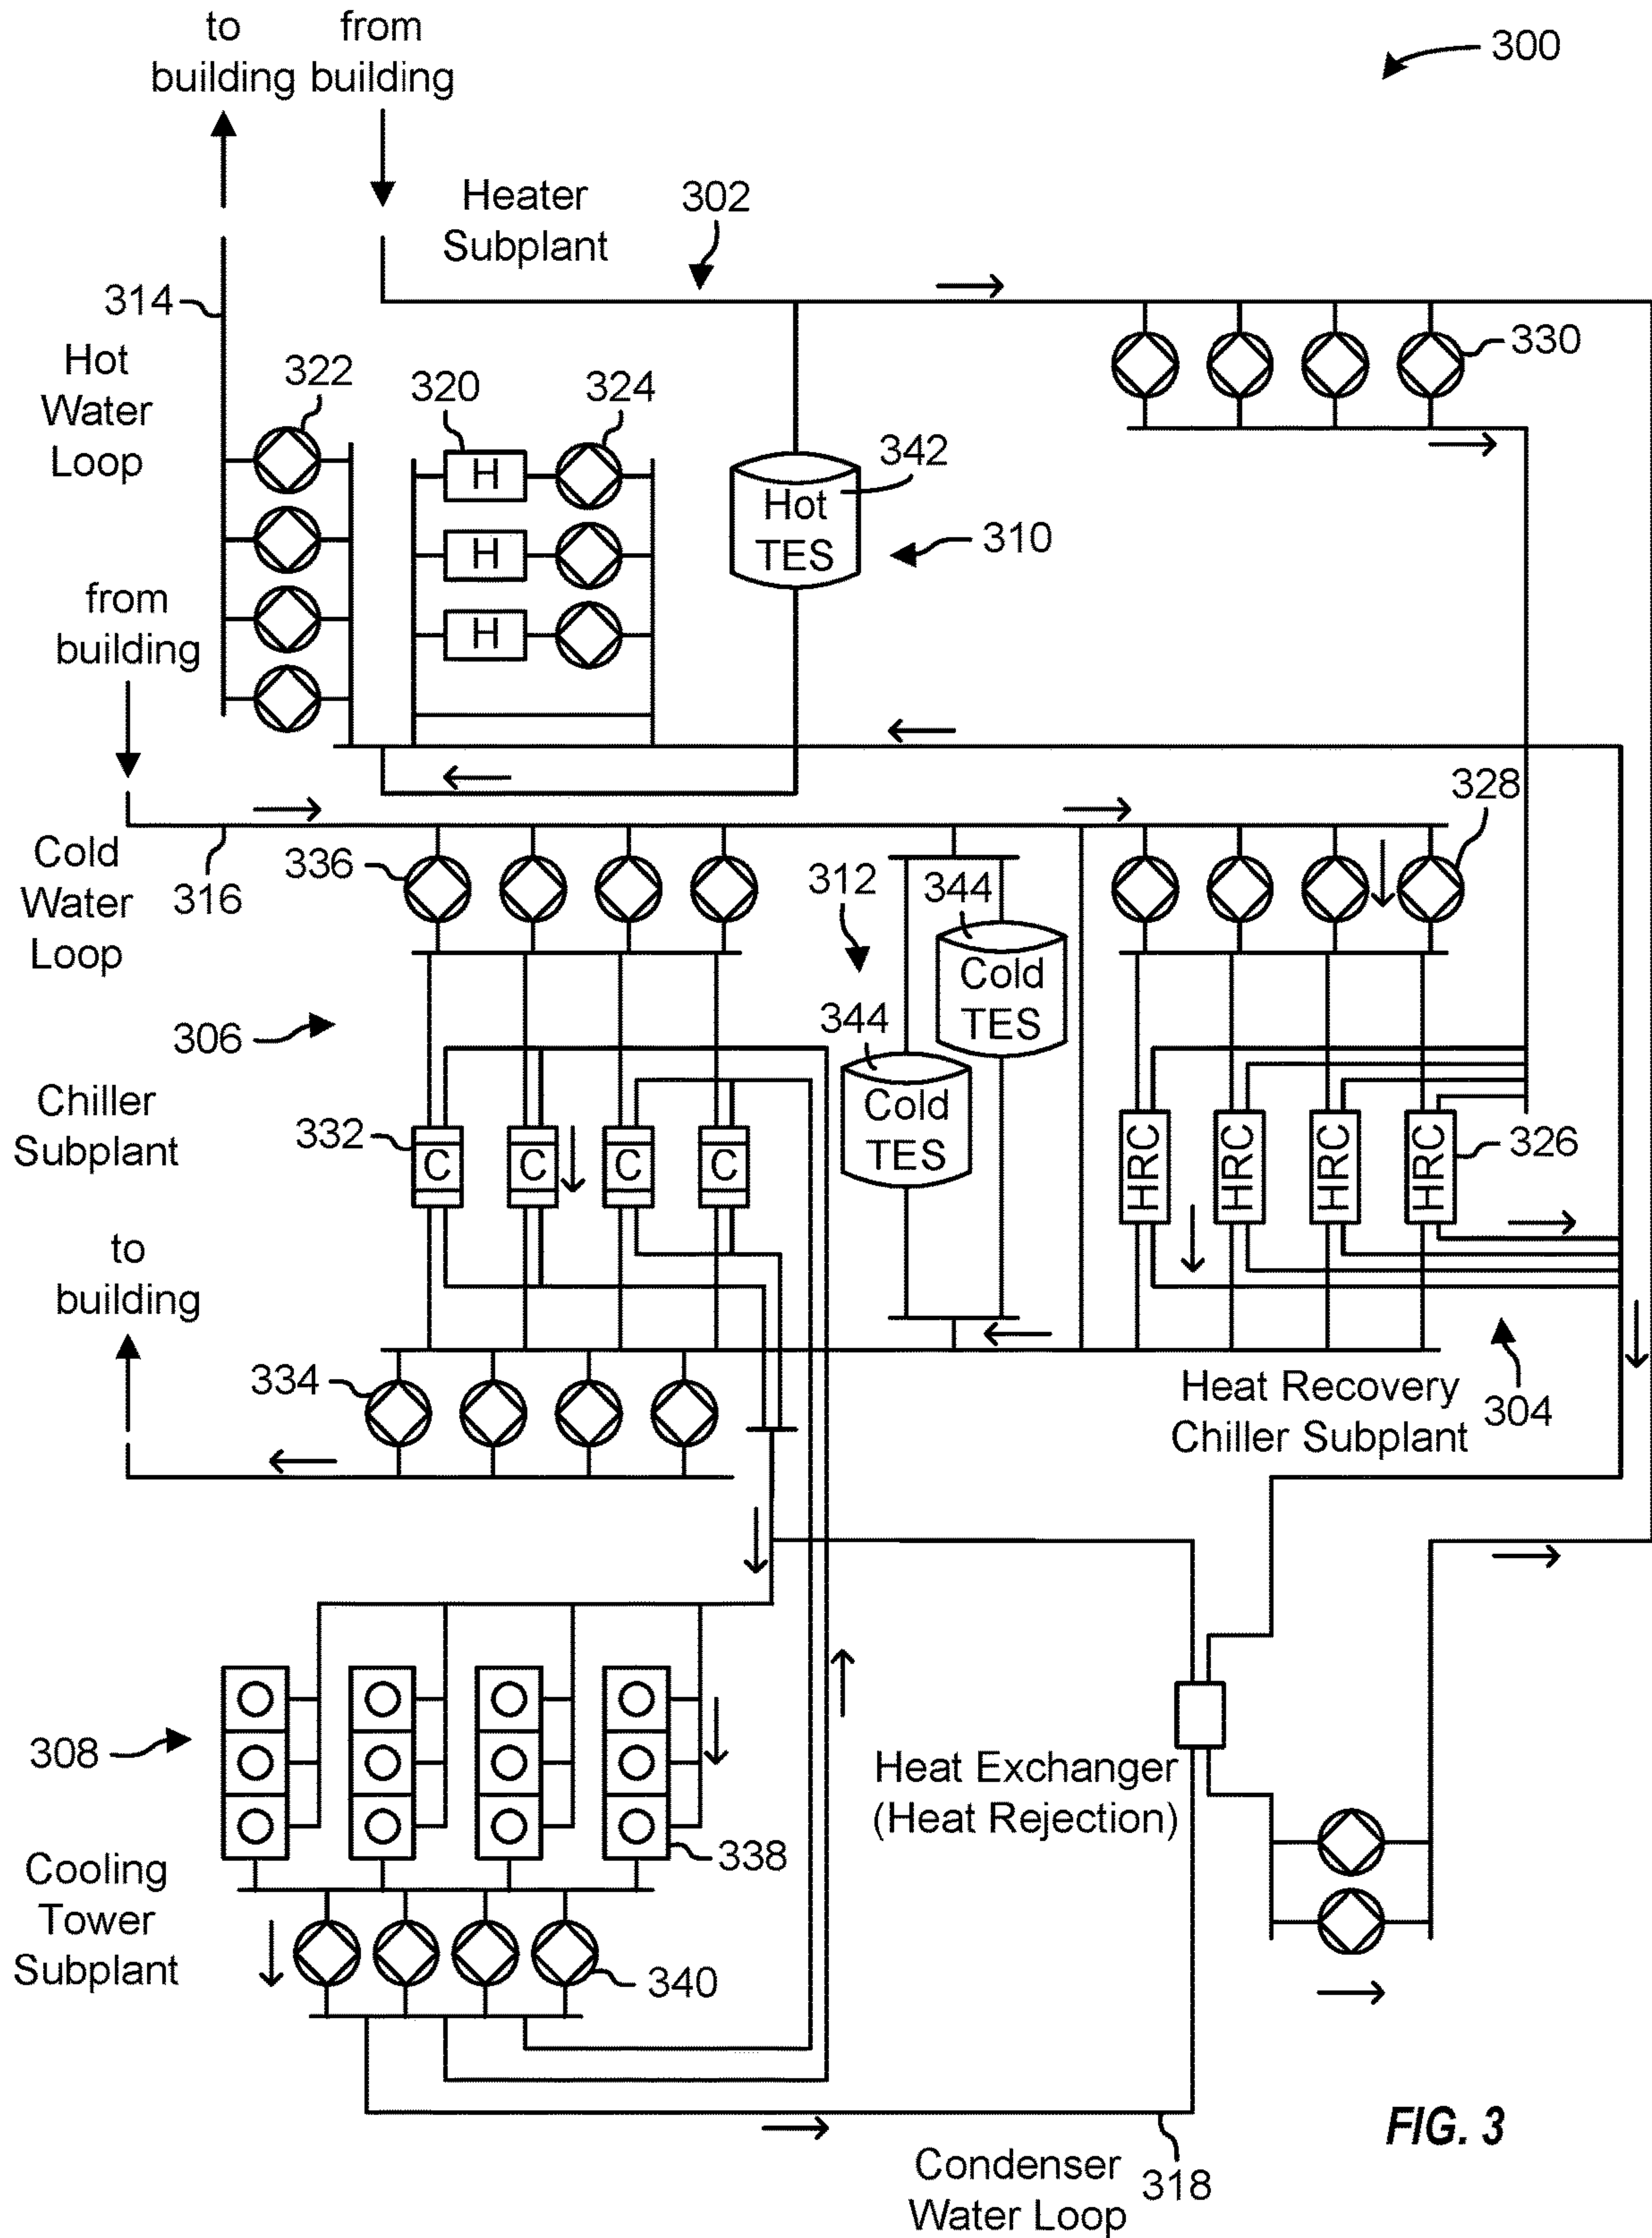 to
building
from
building
300
Heater
Subplant
302
314
Hot
Water
Loop
322
320
324
330
H
H
H
Hot
TES
342
310
from
building
328
Cold
Water
Loop
316
336
312
344
Cold
TES
344
Cold
TES
306
Chiller
Subplant
332
C
C
C
C
HRC
HRC
HRC
HRC
326
to
building
334
Heat Recovery
Chiller Subplant
304
308
Heat Exchanger
(Heat Rejection)
338
Cooling
Tower
Subplant
340
Condenser
Water Loop
318
FIG. 3